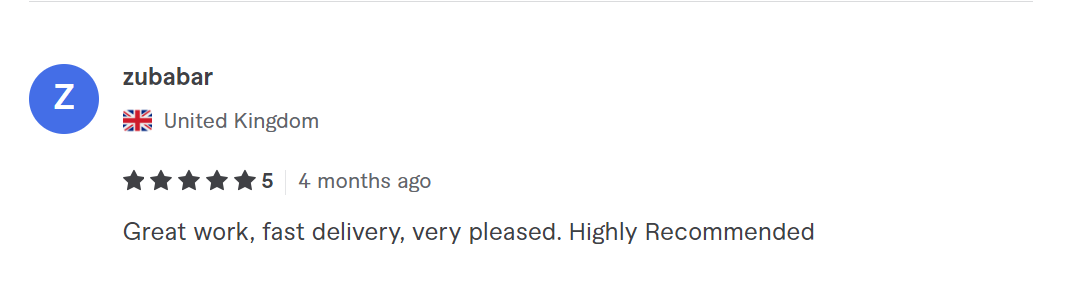 Z
zubabar
United Kingdom
5 4 months ago
Great work, fast delivery, very pleased. Highly Recommended